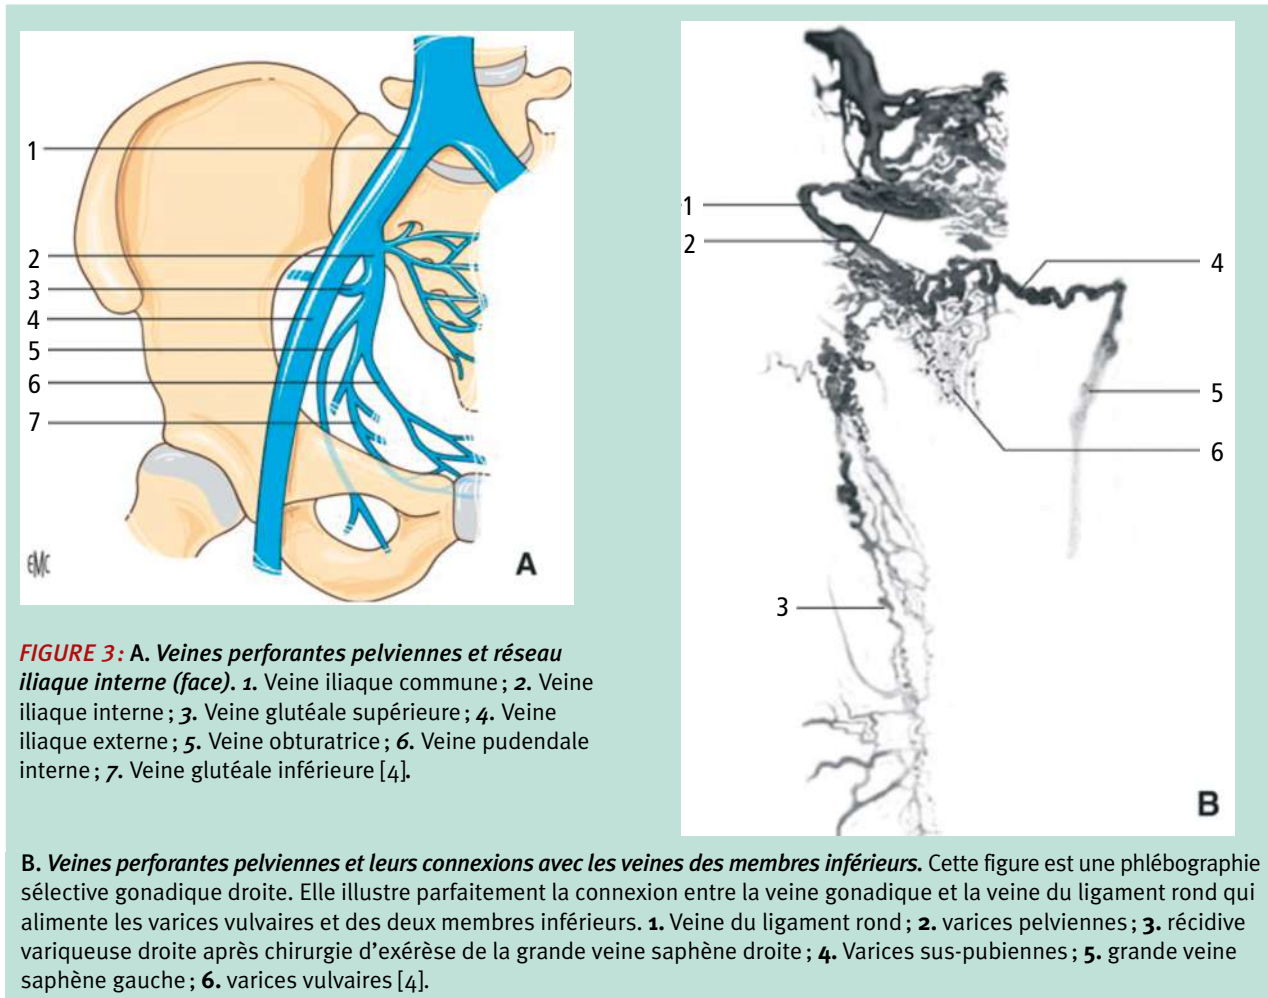 1
2
3
4
5
6
7
EMC
A
1
2
3
4
5
6
B
FIGURE 3 : A. Veines perforantes pelviennes et réseau
iliaque interne (face). 1. Veine iliaque commune ; 2. Veine
iliaque interne ; 3. Veine glutéale supérieure ; 4. Veine
iliaque externe ; 5. Veine obturatrice ; 6. Veine pudendale
interne ; 7. Veine glutéale inférieure [4].
B. Veines perforantes pelviennes et leurs connexions avec les veines des membres inférieurs. Cette figure est une phlébographie
sélective gonadique droite. Elle illustre parfaitement la connexion entre la veine gonadique et la veine du ligament rond qui
alimente les varices vulvaires et des deux membres inférieurs. 1. Veine du ligament rond ; 2. varices pelviennes ; 3. récidive
variqueuse droite après chirurgie d'exérèse de la grande veine saphène droite ; 4. Varices sus-pubiennes ; 5. grande veine
saphène gauche ; 6. varices vulvaires [4].